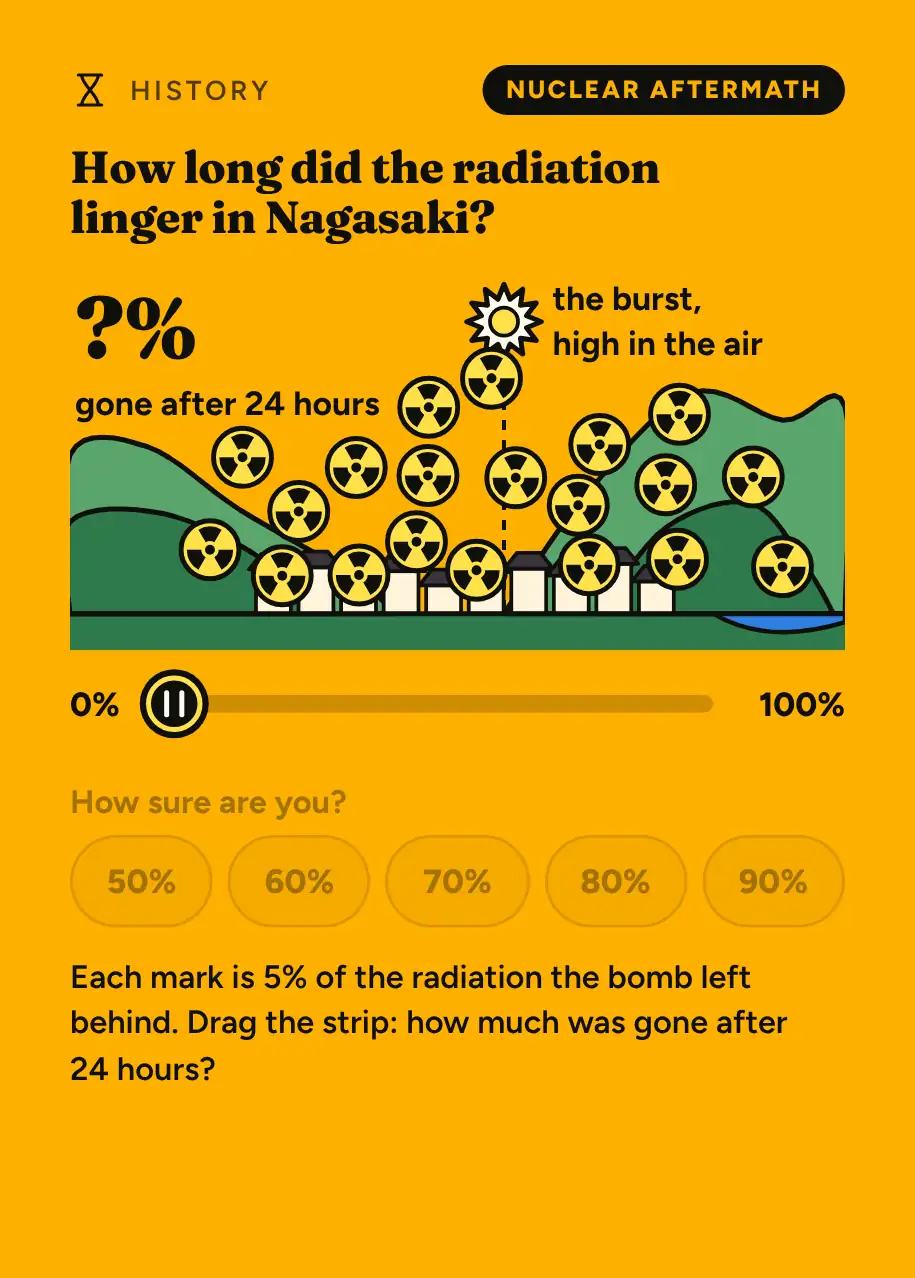 HISTORY
NUCLEAR AFTERMATH
How long did the radiation
linger in Nagasaki?
?%
gone after 24 hours
the burst,
high in the air
0%
100%
How sure are you?
50%
60%
70%
80%
90%
Each mark is 5% of the radiation the bomb left
behind. Drag the strip: how much was gone after
24 hours?